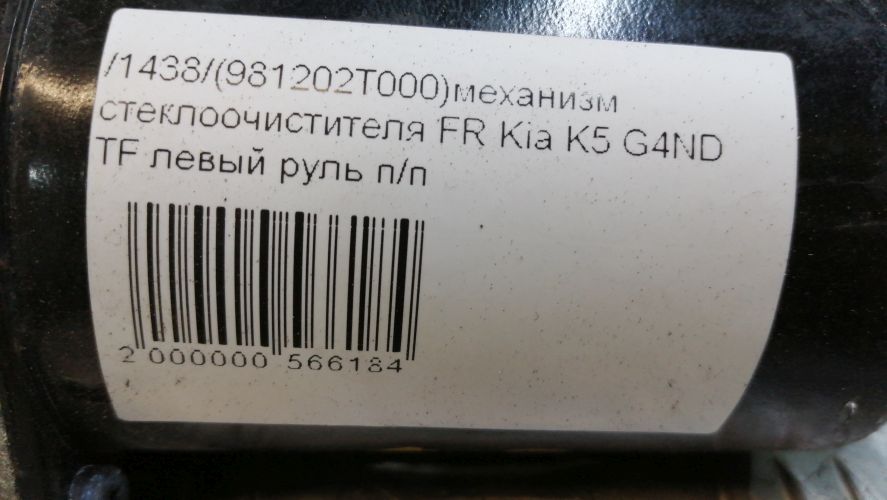 /1438/(981202T000)механизм
стеклоочистителя FR Kia K5 G4ND
TF левый руль п/п
2 000000 566184